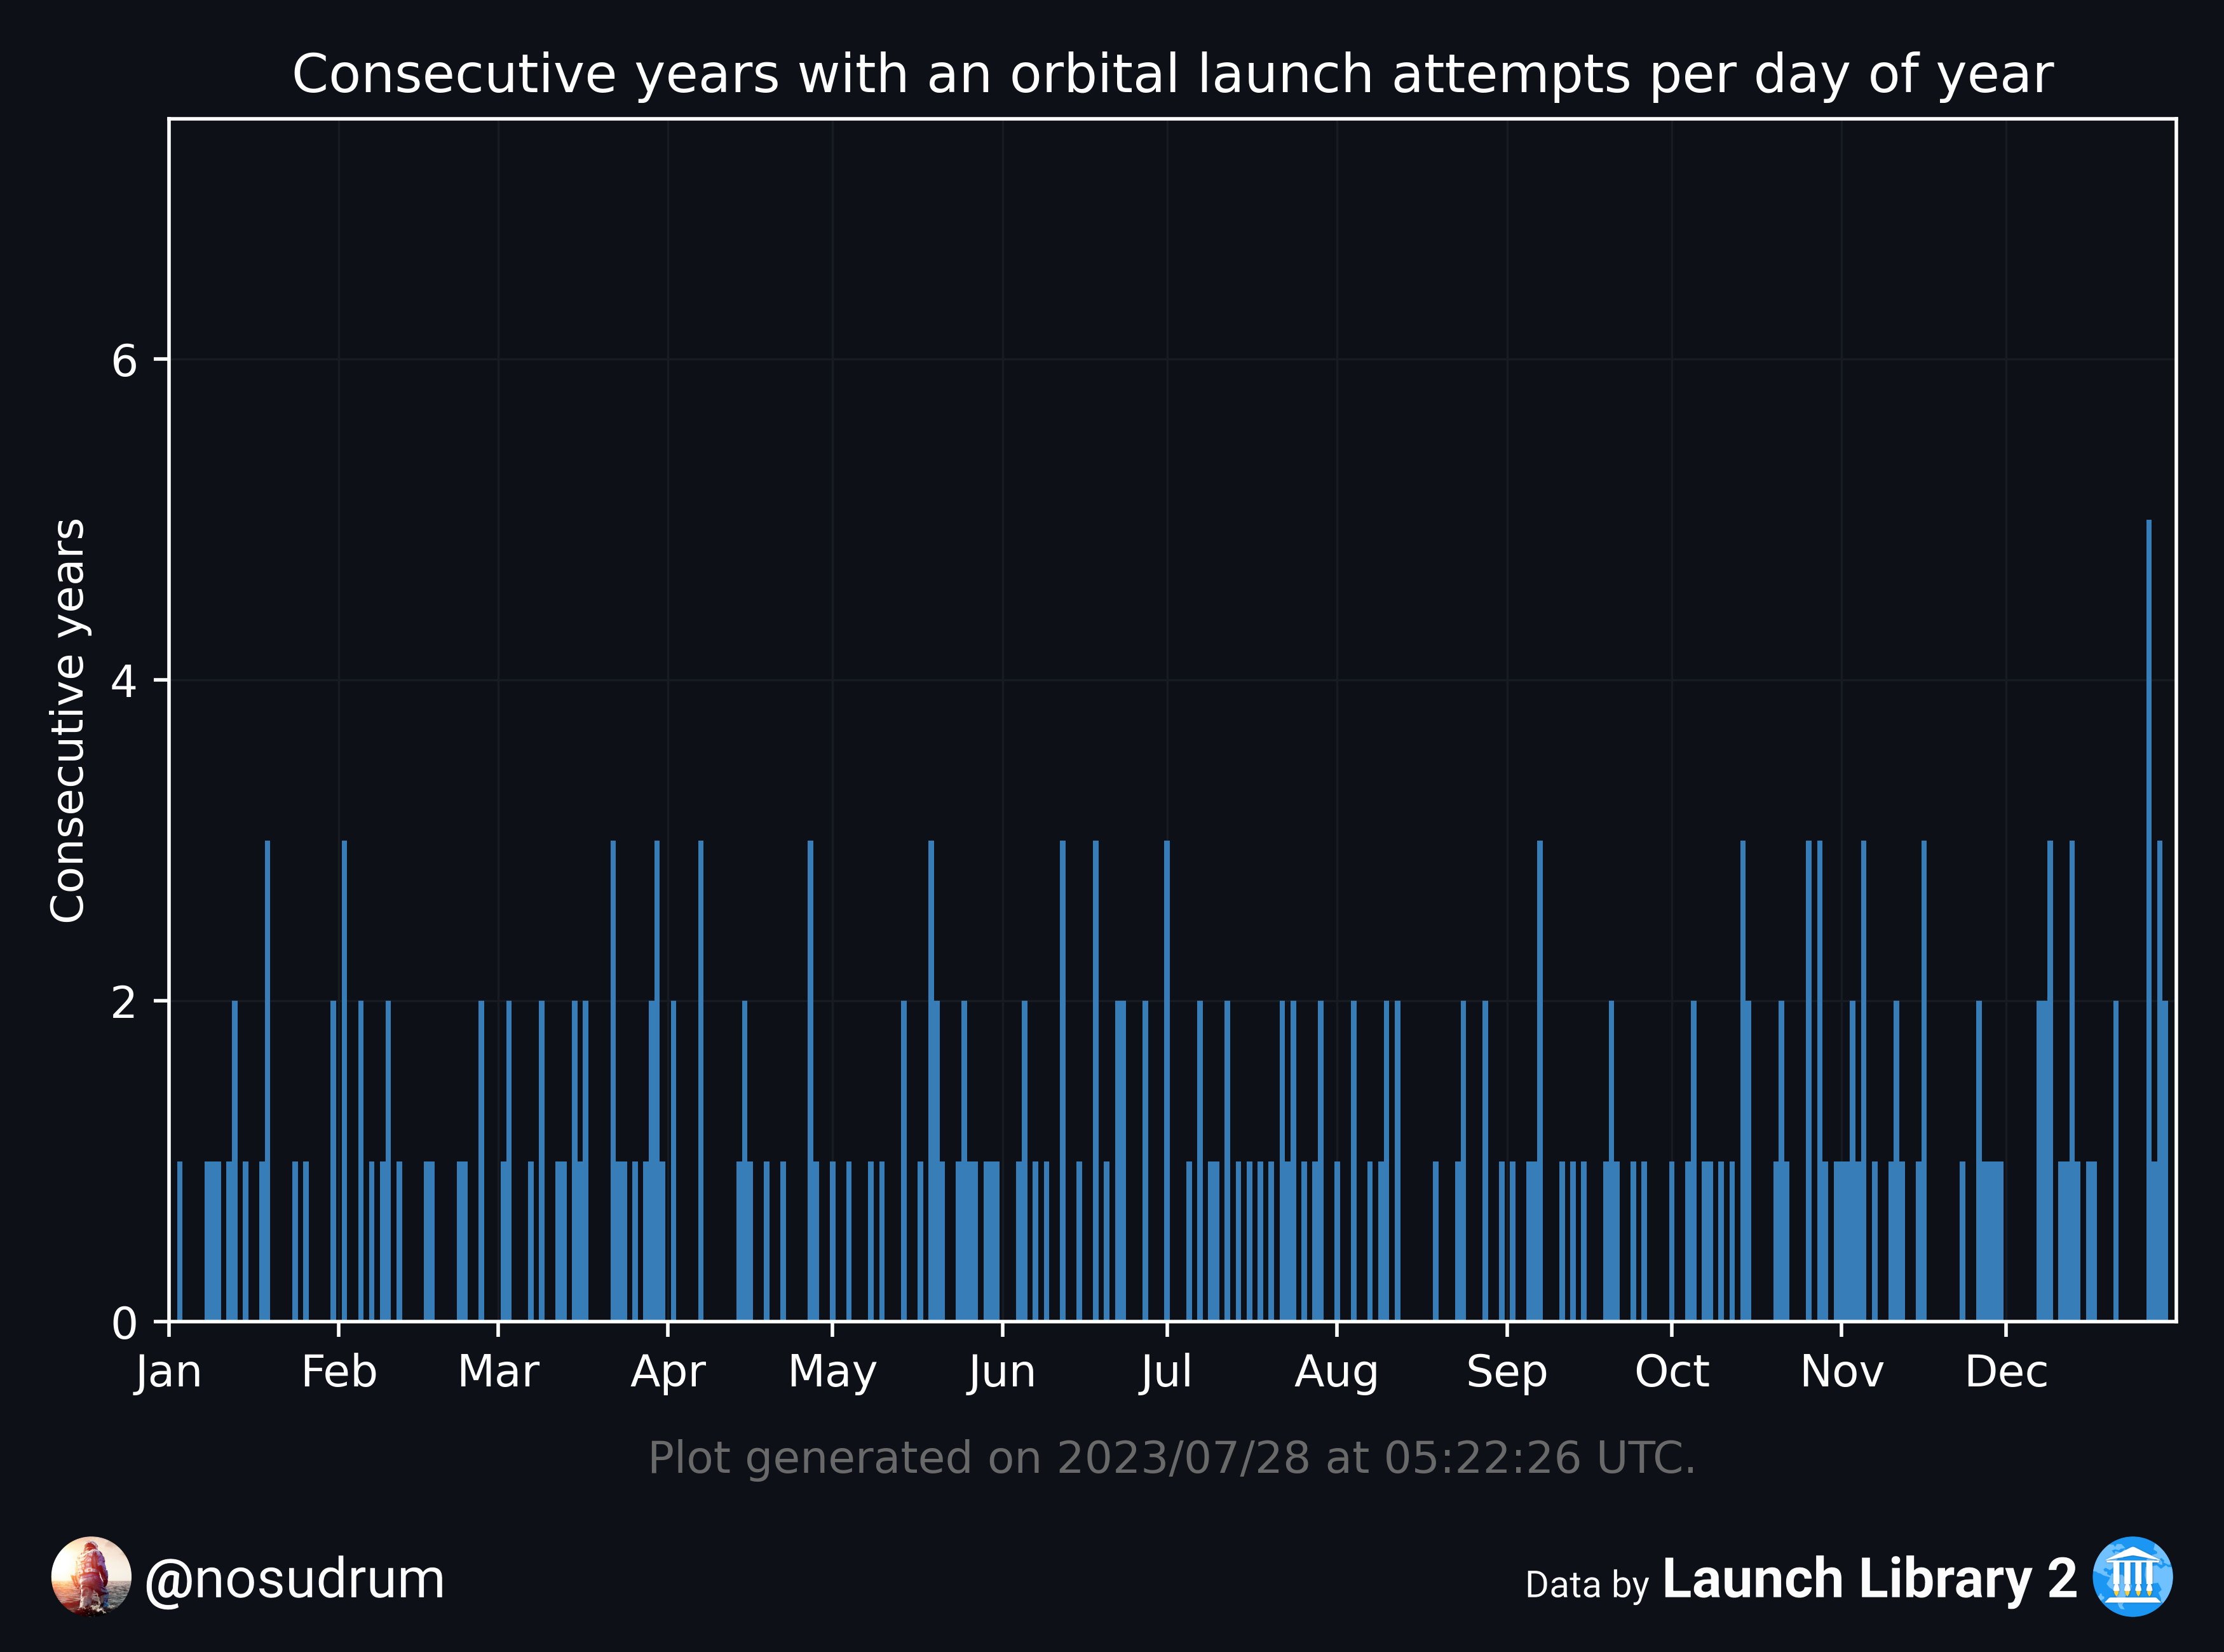 Consecutive years with an orbital launch attempts per day of year
Consecutive years
6
4
2
0
Jan Feb Mar Apr May Jun Jul Aug Sep Oct Nov Dec
Plot generated on 2023/07/28 at 05:22:26 UTC.
@nosudrum
Data by Launch Library 2